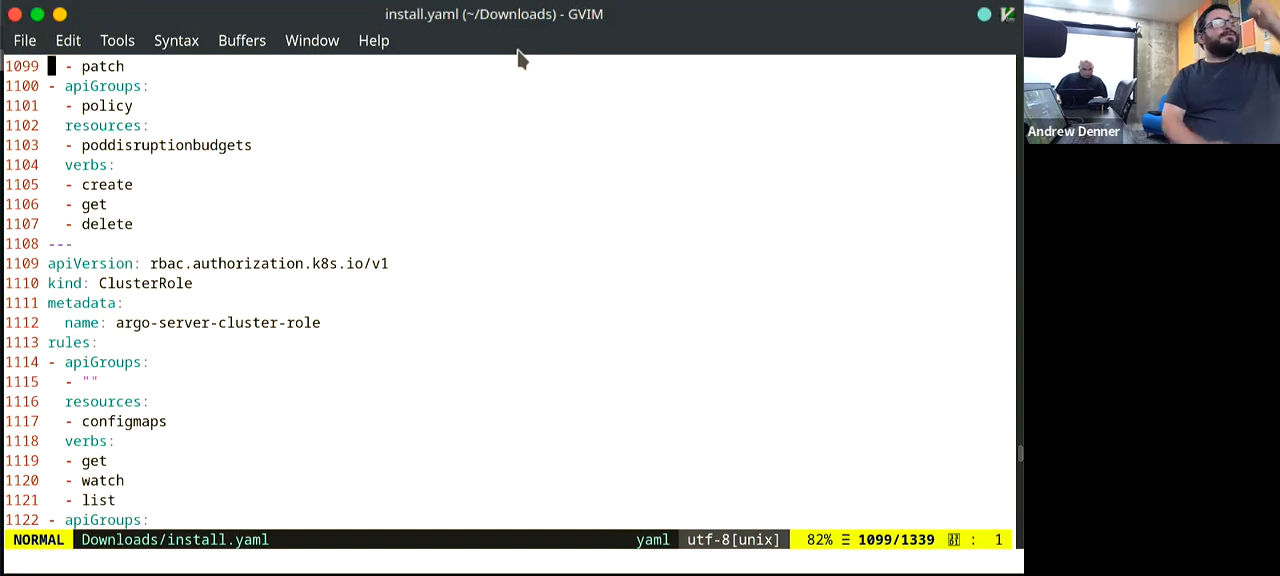 install.yaml (~/Downloads) - GVIM
File Edit Tools Syntax Buffers Window Help
1099 - patch
1100 - apiGroups:
1101 - policy
1102 resources:
1103 - poddisruptionbudgets
1104 verbs:
1105 - create
1106 - get
1107 - delete
1108 ---
1109 apiVersion: rbac.authorization.k8s.io/v1
1110 kind: ClusterRole
1111 metadata:
1112 name: argo-server-cluster-role
1113 rules:
1114 - apiGroups:
1115 - ""
1116 resources:
1117 - configmaps
1118 verbs:
1119 - get
1120 - watch
1121 - list
1122 - apiGroups:
NORMAL Downloads/install.yaml yaml utf-8[unix] 82% Ξ 1099/1339 : 1
Andrew Denner